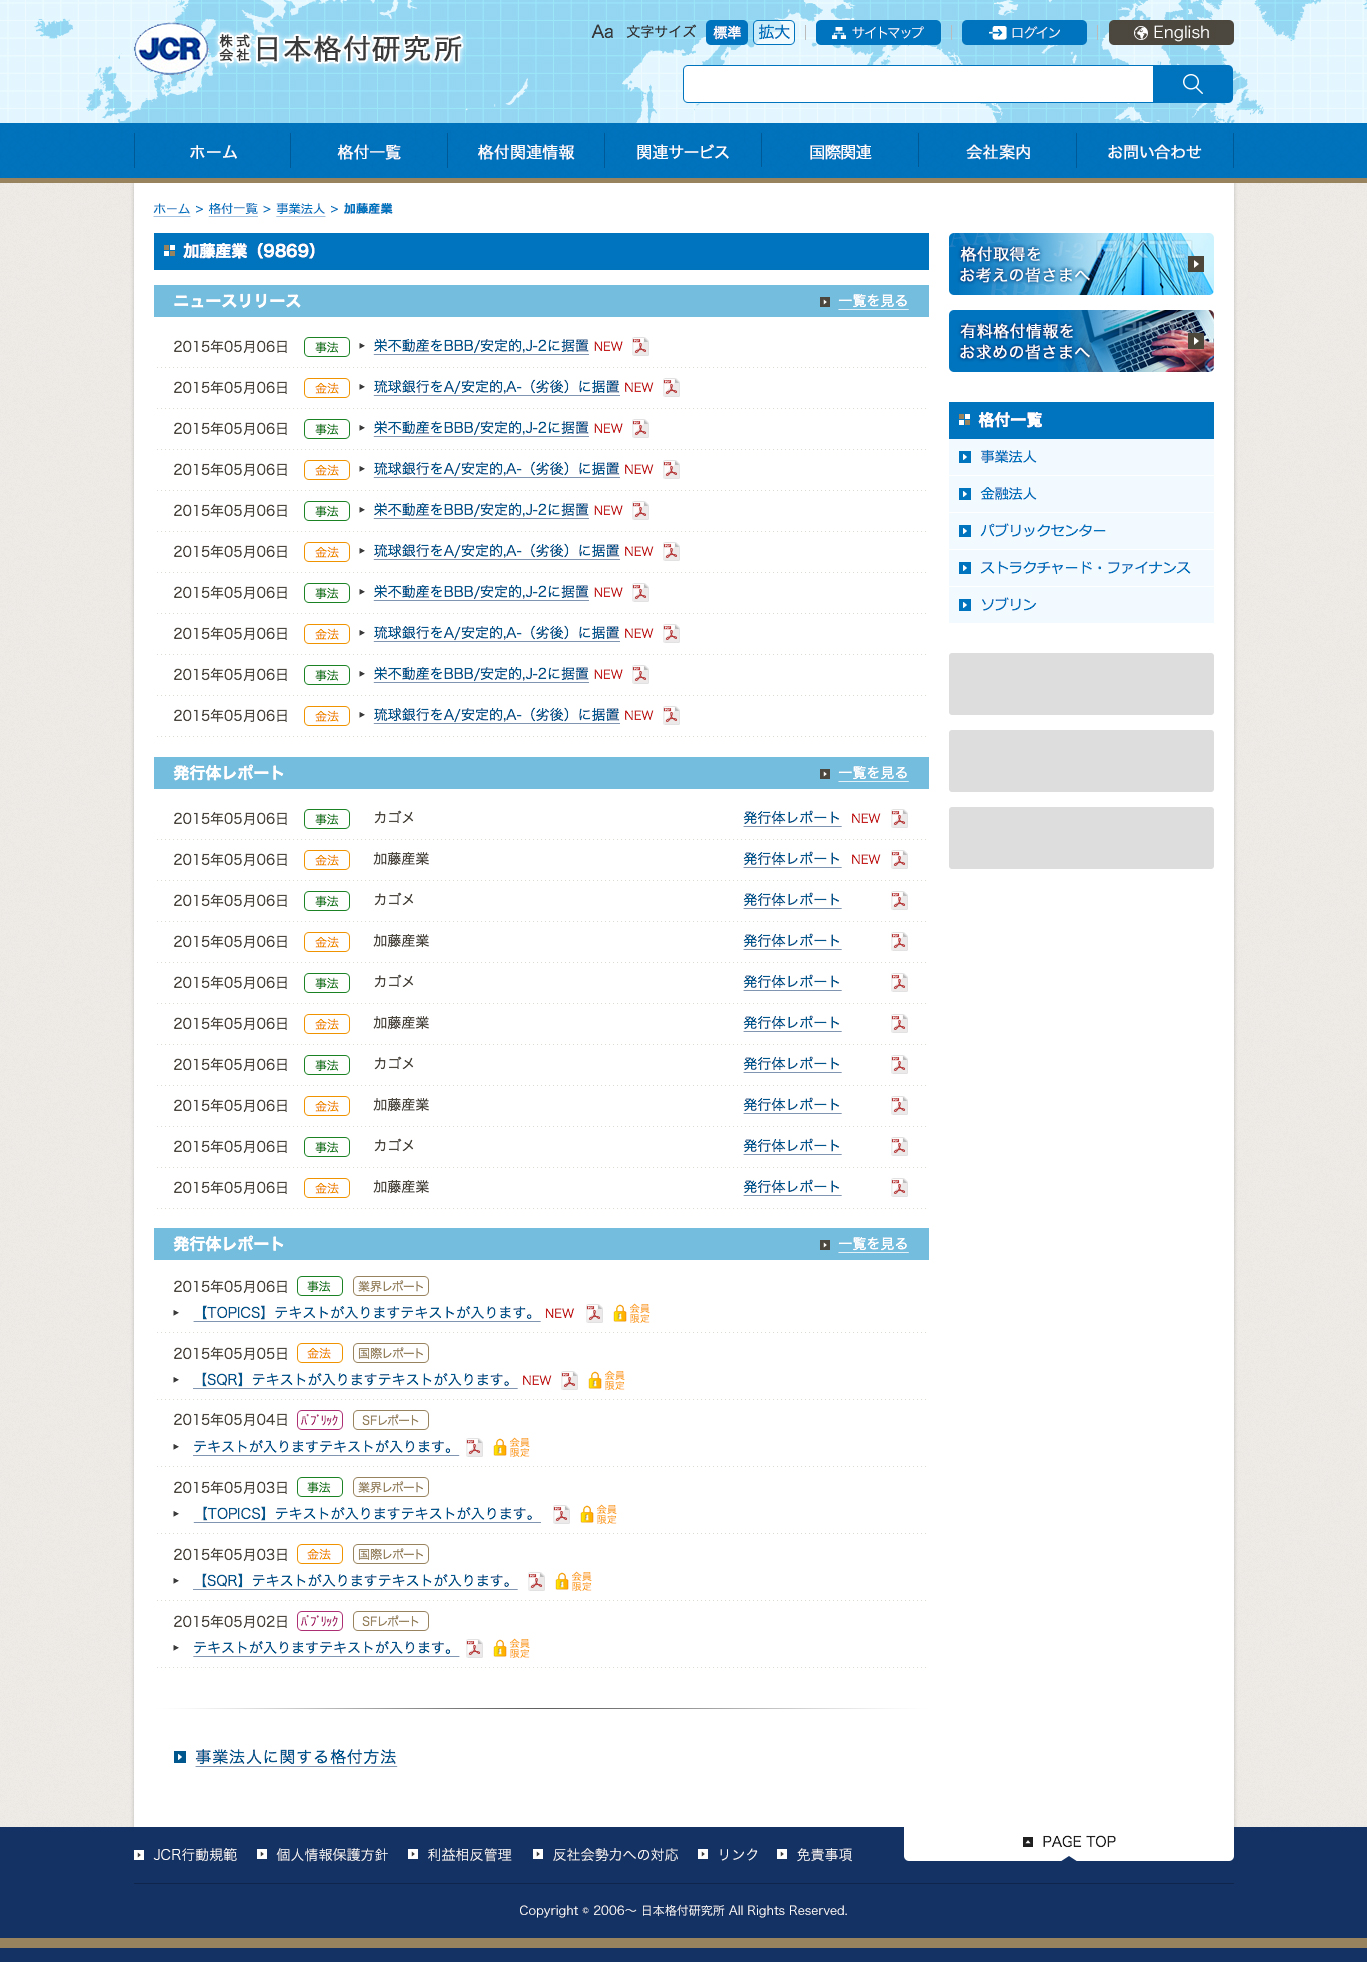 JCR 株式会社 日本格付研究所
Aa 文字サイズ 標準 拡大 サイトマップ ログイン English
ホーム 格付一覧 格付関連情報 関連サービス 国際関連 会社案内 お問い合わせ
ホーム > 格付一覧 > 事業法人 > 加藤産業
加藤産業（9869）
ニュースリリース 一覧を見る
2015年05月06日 事法 栄不動産をBBB/安定的,J-2に据置 NEW
2015年05月06日 金法 琉球銀行をA/安定的,A-（劣後）に据置 NEW
2015年05月06日 事法 栄不動産をBBB/安定的,J-2に据置 NEW
2015年05月06日 金法 琉球銀行をA/安定的,A-（劣後）に据置 NEW
2015年05月06日 事法 栄不動産をBBB/安定的,J-2に据置 NEW
2015年05月06日 金法 琉球銀行をA/安定的,A-（劣後）に据置 NEW
2015年05月06日 事法 栄不動産をBBB/安定的,J-2に据置 NEW
2015年05月06日 金法 琉球銀行をA/安定的,A-（劣後）に据置 NEW
2015年05月06日 事法 栄不動産をBBB/安定的,J-2に据置 NEW
2015年05月06日 金法 琉球銀行をA/安定的,A-（劣後）に据置 NEW
発行体レポート 一覧を見る
2015年05月06日 事法 カゴメ 発行体レポート NEW
2015年05月06日 金法 加藤産業 発行体レポート NEW
2015年05月06日 事法 カゴメ 発行体レポート
2015年05月06日 金法 加藤産業 発行体レポート
2015年05月06日 事法 カゴメ 発行体レポート
2015年05月06日 金法 加藤産業 発行体レポート
2015年05月06日 事法 カゴメ 発行体レポート
2015年05月06日 金法 加藤産業 発行体レポート
2015年05月06日 事法 カゴメ 発行体レポート
2015年05月06日 金法 加藤産業 発行体レポート
発行体レポート 一覧を見る
2015年05月06日 事法 業界レポート
【TOPICS】テキストが入りますテキストが入ります。 NEW 会員限定
2015年05月05日 金法 国際レポート
【SQR】テキストが入りますテキストが入ります。 NEW 会員限定
2015年05月04日 ﾊﾟﾌﾞﾘｯｸ SFレポート
テキストが入りますテキストが入ります。 会員限定
2015年05月03日 事法 業界レポート
【TOPICS】テキストが入りますテキストが入ります。 会員限定
2015年05月03日 金法 国際レポート
【SQR】テキストが入りますテキストが入ります。 会員限定
2015年05月02日 ﾊﾟﾌﾞﾘｯｸ SFレポート
テキストが入りますテキストが入ります。 会員限定
事業法人に関する格付方法
格付取得を
お考えの皆さまへ
有料格付情報を
お求めの皆さまへ
格付一覧
事業法人
金融法人
パブリックセンター
ストラクチャード・ファイナンス
ソブリン
PAGE TOP
JCR行動規範 個人情報保護方針 利益相反管理 反社会勢力への対応 リンク 免責事項
Copyright © 2006〜 日本格付研究所 All Rights Reserved.